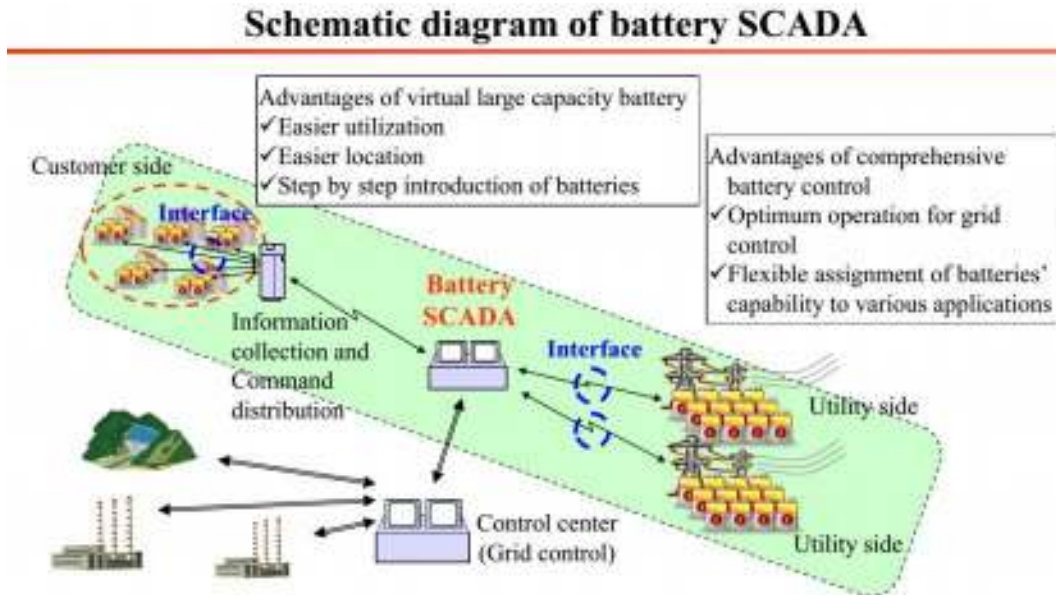 Schematic diagram of battery SCADA
Advantages of virtual large capacity battery
✓Easier utilization
✓Easier location
✓Step by step introduction of batteries
Advantages of comprehensive
battery control
✓Optimum operation for grid
control
✓Flexible assignment of batteries'
capability to various applications
Customer side
Interface
Battery
SCADA
Information
collection and
Command
distribution
Interface
Utility side
Control center
(Grid control)
Utility side